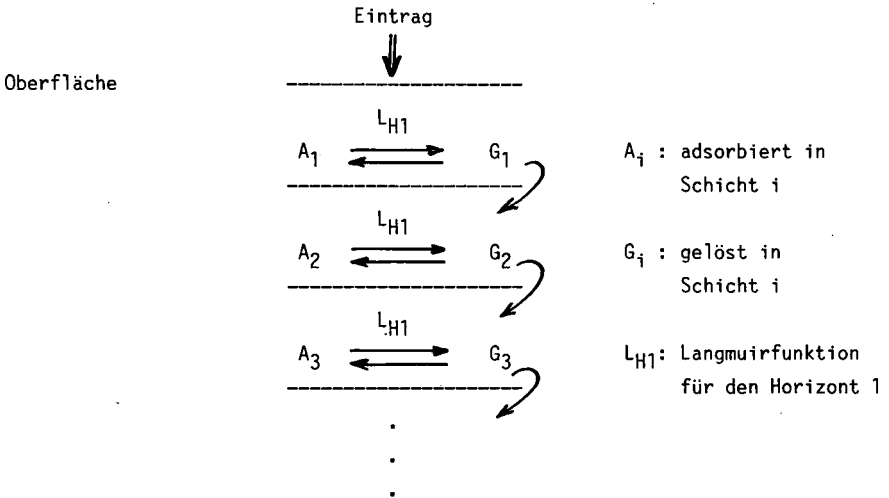 Eintrag
Oberfläche
L_H1
A_1 G_1 A_i : adsorbiert in
Schicht i
L_H1
A_2 G_2 G_i : gelöst in
Schicht i
L_H1
A_3 G_3 L_H1: Langmuirfunktion
für den Horizont 1